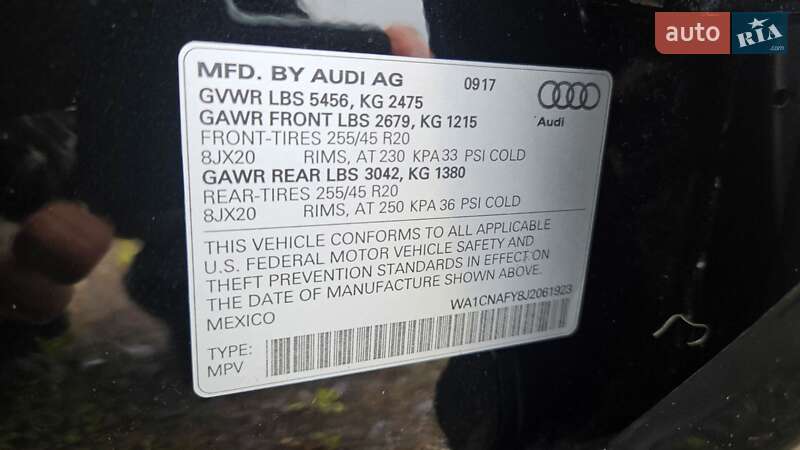 auto RIA.com
MFD. BY AUDI AG 0917
GVWR LBS 5456, KG 2475
GAWR FRONT LBS 2679, KG 1215
Audi
FRONT-TIRES 255/45 R20
8JX20 RIMS, AT 230 KPA 33 PSI COLD
GAWR REAR LBS 3042, KG 1380
REAR-TIRES 255/45 R20
8JX20 RIMS, AT 250 KPA 36 PSI COLD
THIS VEHICLE CONFORMS TO ALL APPLICABLE
U.S. FEDERAL MOTOR VEHICLE SAFETY AND
THEFT PREVENTION STANDARDS IN EFFECT ON
THE DATE OF MANUFACTURE SHOWN ABOVE.
MEXICO WA1CNAFY8J2061923
TYPE:
MPV